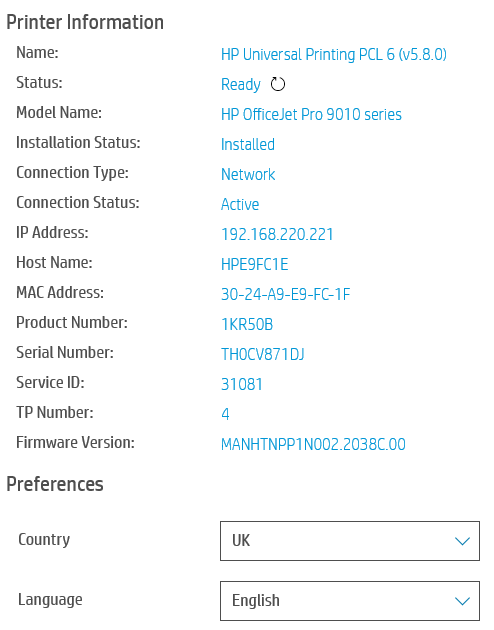 Printer Information
Name: HP Universal Printing PCL 6 (v5.8.0)
Status: Ready
Model Name: HP OfficeJet Pro 9010 series
Installation Status: Installed
Connection Type: Network
Connection Status: Active
IP Address: 192.168.220.221
Host Name: HPE9FC1E
MAC Address: 30-24-A9-E9-FC-1F
Product Number: 1KR50B
Serial Number: TH0CV871DJ
Service ID: 31081
TP Number: 4
Firmware Version: MANHTNPP1N002.2038C.00
Preferences
Country UK
Language English